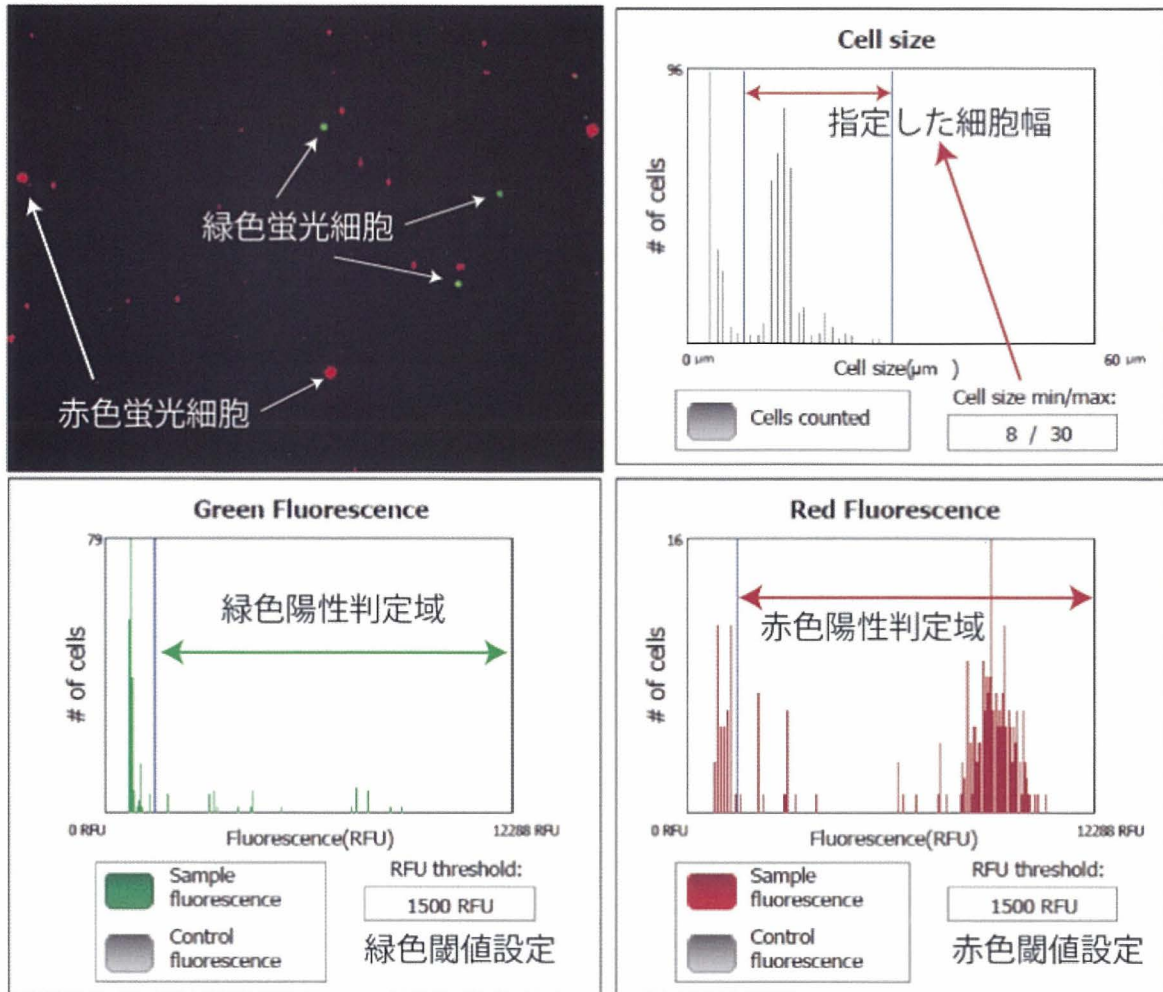 緑色蛍光細胞
赤色蛍光細胞
Cell size
96
指定した細胞幅
# of cells
0 µm
60 µm
Cell size(µm )
Cells counted
Cell size min/max:
8 / 30
Green Fluorescence
79
緑色陽性判定域
# of cells
0 RFU
12288 RFU
Fluorescence(RFU)
Sample
fluorescence
Control
fluorescence
RFU threshold:
1500 RFU
緑色閾値設定
Red Fluorescence
16
赤色陽性判定域
# of cells
0 RFU
12288 RFU
Fluorescence(RFU)
Sample
fluorescence
Control
fluorescence
RFU threshold:
1500 RFU
赤色閾値設定